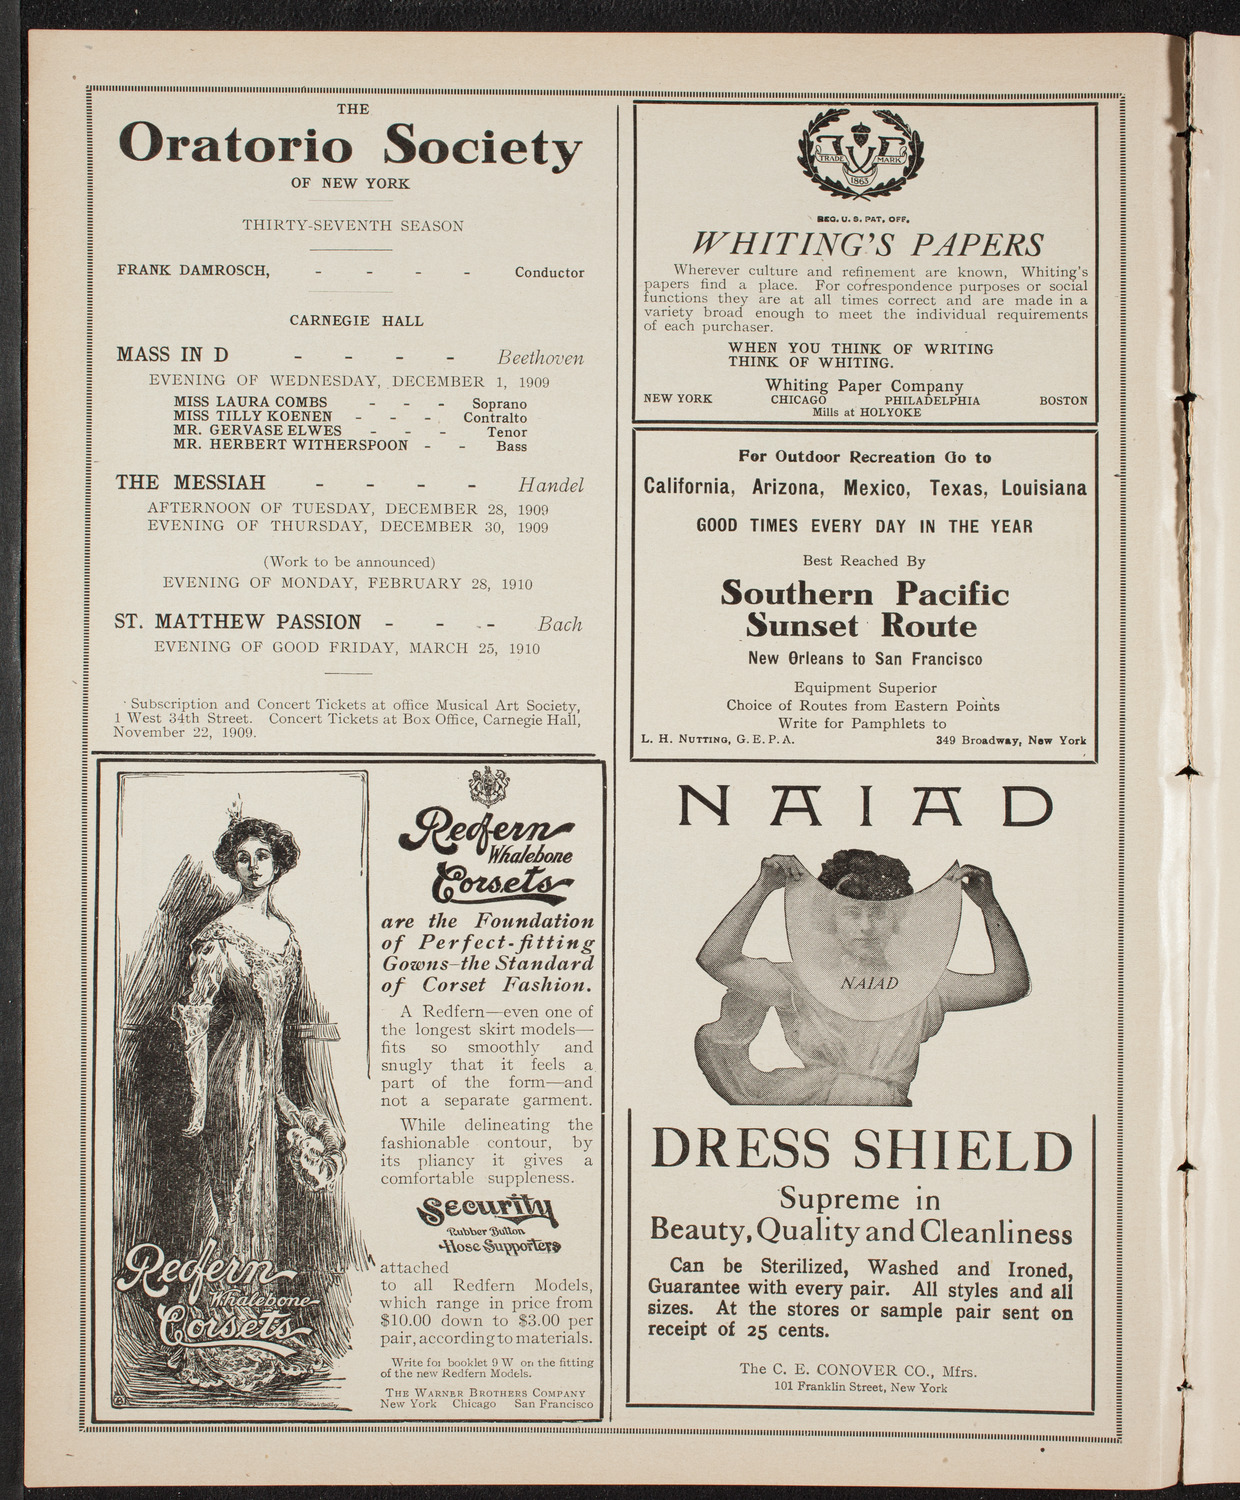 THE
Oratorio Society
OF NEW YORK
THIRTY-SEVENTH SEASON
FRANK DAMROSCH, - - - - Conductor
CARNEGIE HALL
MASS IN D - - - - Beethoven
EVENING OF WEDNESDAY, DECEMBER 1, 1909
MISS LAURA COMBS - - - Soprano
MISS TILLY KOENEN - - - Contralto
MR. GERVASE ELWES - - - Tenor
MR. HERBERT WITHERSPOON - - Bass
THE MESSIAH - - - - Handel
AFTERNOON OF TUESDAY, DECEMBER 28, 1909
EVENING OF THURSDAY, DECEMBER 30, 1909
(Work to be announced)
EVENING OF MONDAY, FEBRUARY 28, 1910
ST. MATTHEW PASSION - - - Bach
EVENING OF GOOD FRIDAY, MARCH 25, 1910
Subscription and Concert Tickets at office Musical Art Society,
1 West 34th Street. Concert Tickets at Box Office, Carnegie Hall,
November 22, 1909.
Redfern
Whalebone
Corsets
are the Foundation
of Perfect-fitting
Gowns—the Standard
of Corset Fashion.
A Redfern—even one of
the longest skirt models—
fits so smoothly and
snugly that it feels a
part of the form—and
not a separate garment.
While delineating the
fashionable contour, by
its pliancy it gives a
comfortable suppleness.
Security
Rubber Button
Hose Supporters
attached
to all Redfern Models,
which range in price from
$10.00 down to $3.00 per
pair, according to materials.
Write for booklet 9 W on the fitting
of the new Redfern Models.
THE WARNER BROTHERS COMPANY
New York Chicago San Francisco
Redfern
Whalebone
Corsets
TRADE MARK
1865
REG. U. S. PAT. OFF.
WHITING'S PAPERS
Wherever culture and refinement are known, Whiting's
papers find a place. For correspondence purposes or social
functions they are at all times correct and are made in a
variety broad enough to meet the individual requirements
of each purchaser.
WHEN YOU THINK OF WRITING
THINK OF WHITING.
Whiting Paper Company
NEW YORK CHICAGO PHILADELPHIA BOSTON
Mills at HOLYOKE
For Outdoor Recreation Go to
California, Arizona, Mexico, Texas, Louisiana
GOOD TIMES EVERY DAY IN THE YEAR
Best Reached By
Southern Pacific
Sunset Route
New Orleans to San Francisco
Equipment Superior
Choice of Routes from Eastern Points
Write for Pamphlets to
L. H. NUTTING, G. E. P. A. 349 Broadway, New York
NAIAD
NAIAD
DRESS SHIELD
Supreme in
Beauty, Quality and Cleanliness
Can be Sterilized, Washed and Ironed,
Guarantee with every pair. All styles and all
sizes. At the stores or sample pair sent on
receipt of 25 cents.
The C. E. CONOVER CO., Mfrs.
101 Franklin Street, New York